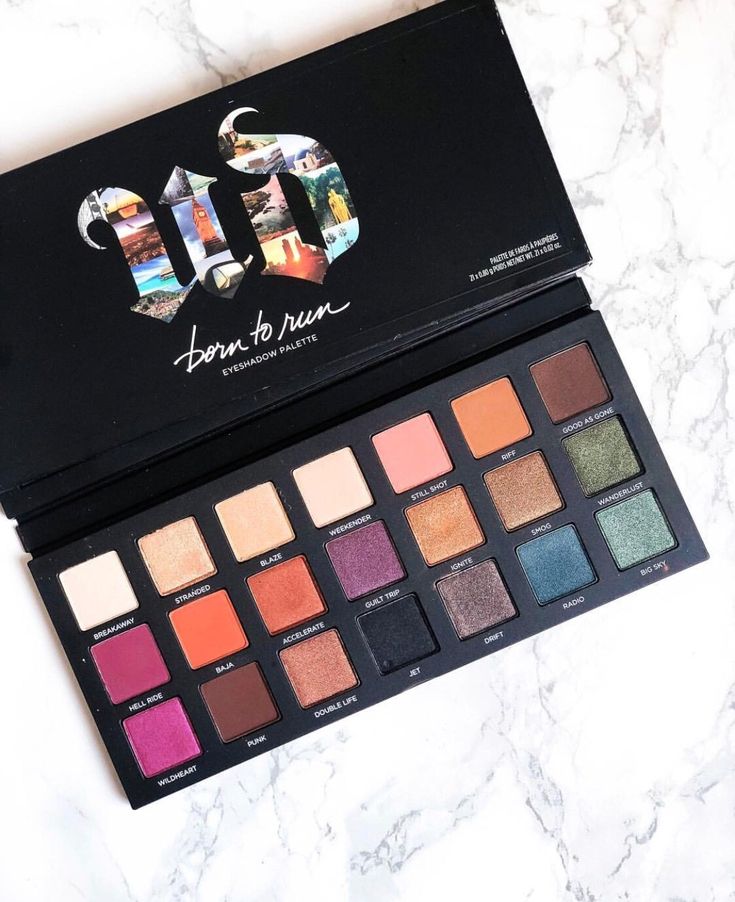 UD
born to run
EYESHADOW PALETTE
PALETTE DE FARDS À PAUPIÈRES
21 x 0.80 g POIDS NET/NET WT. 21 x 0.02 oz.
BREAKAWAY
STRANDED
BLAZE
WEEKENDER
STILL SHOT
RIFF
GOOD AS GONE
HELL RIDE
BAJA
ACCELERATE
GUILT TRIP
IGNITE
SMOG
WANDERLUST
WILDHEART
PUNK
DOUBLE LIFE
JET
DRIFT
RADIO
BIG SKY